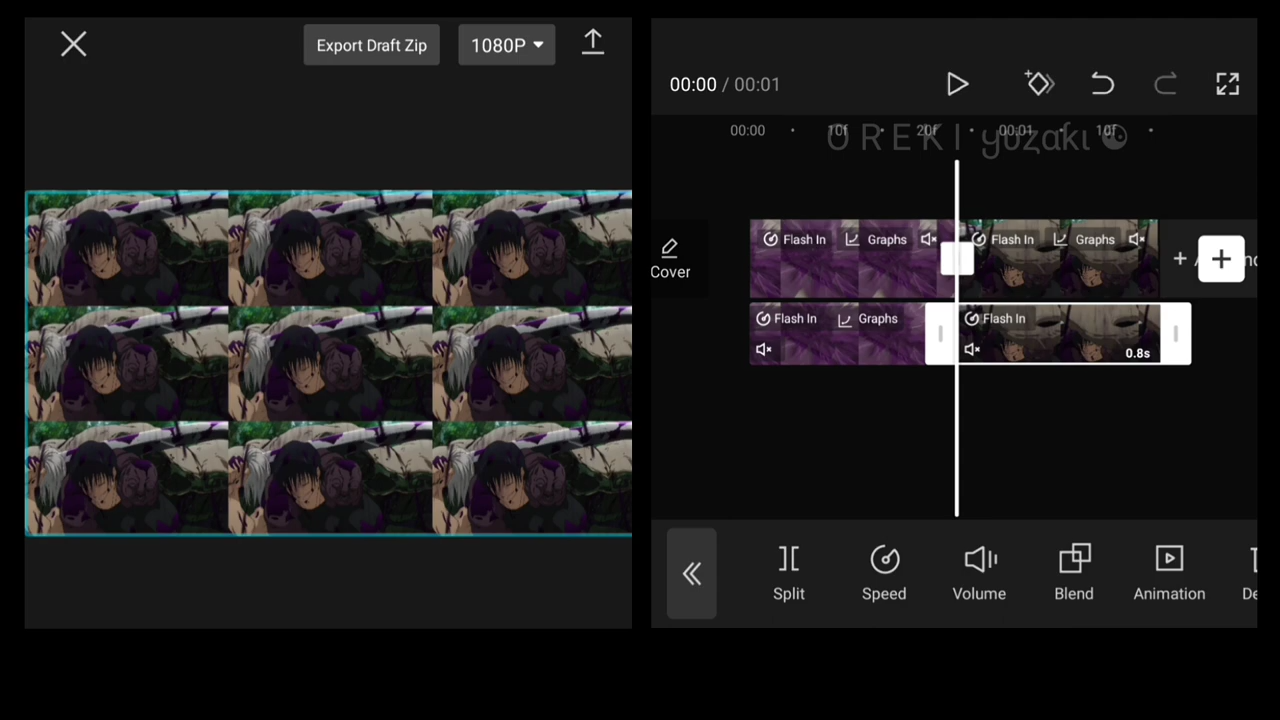 Export Draft Zip
1080P
00:00 / 00:01
00:00 10f 20f 00:01 10f
O R E K I yuzaki
Flash In Graphs Flash In Graphs
Cover
Flash In Graphs Flash In
0.8s
Split Speed Volume Blend Animation De